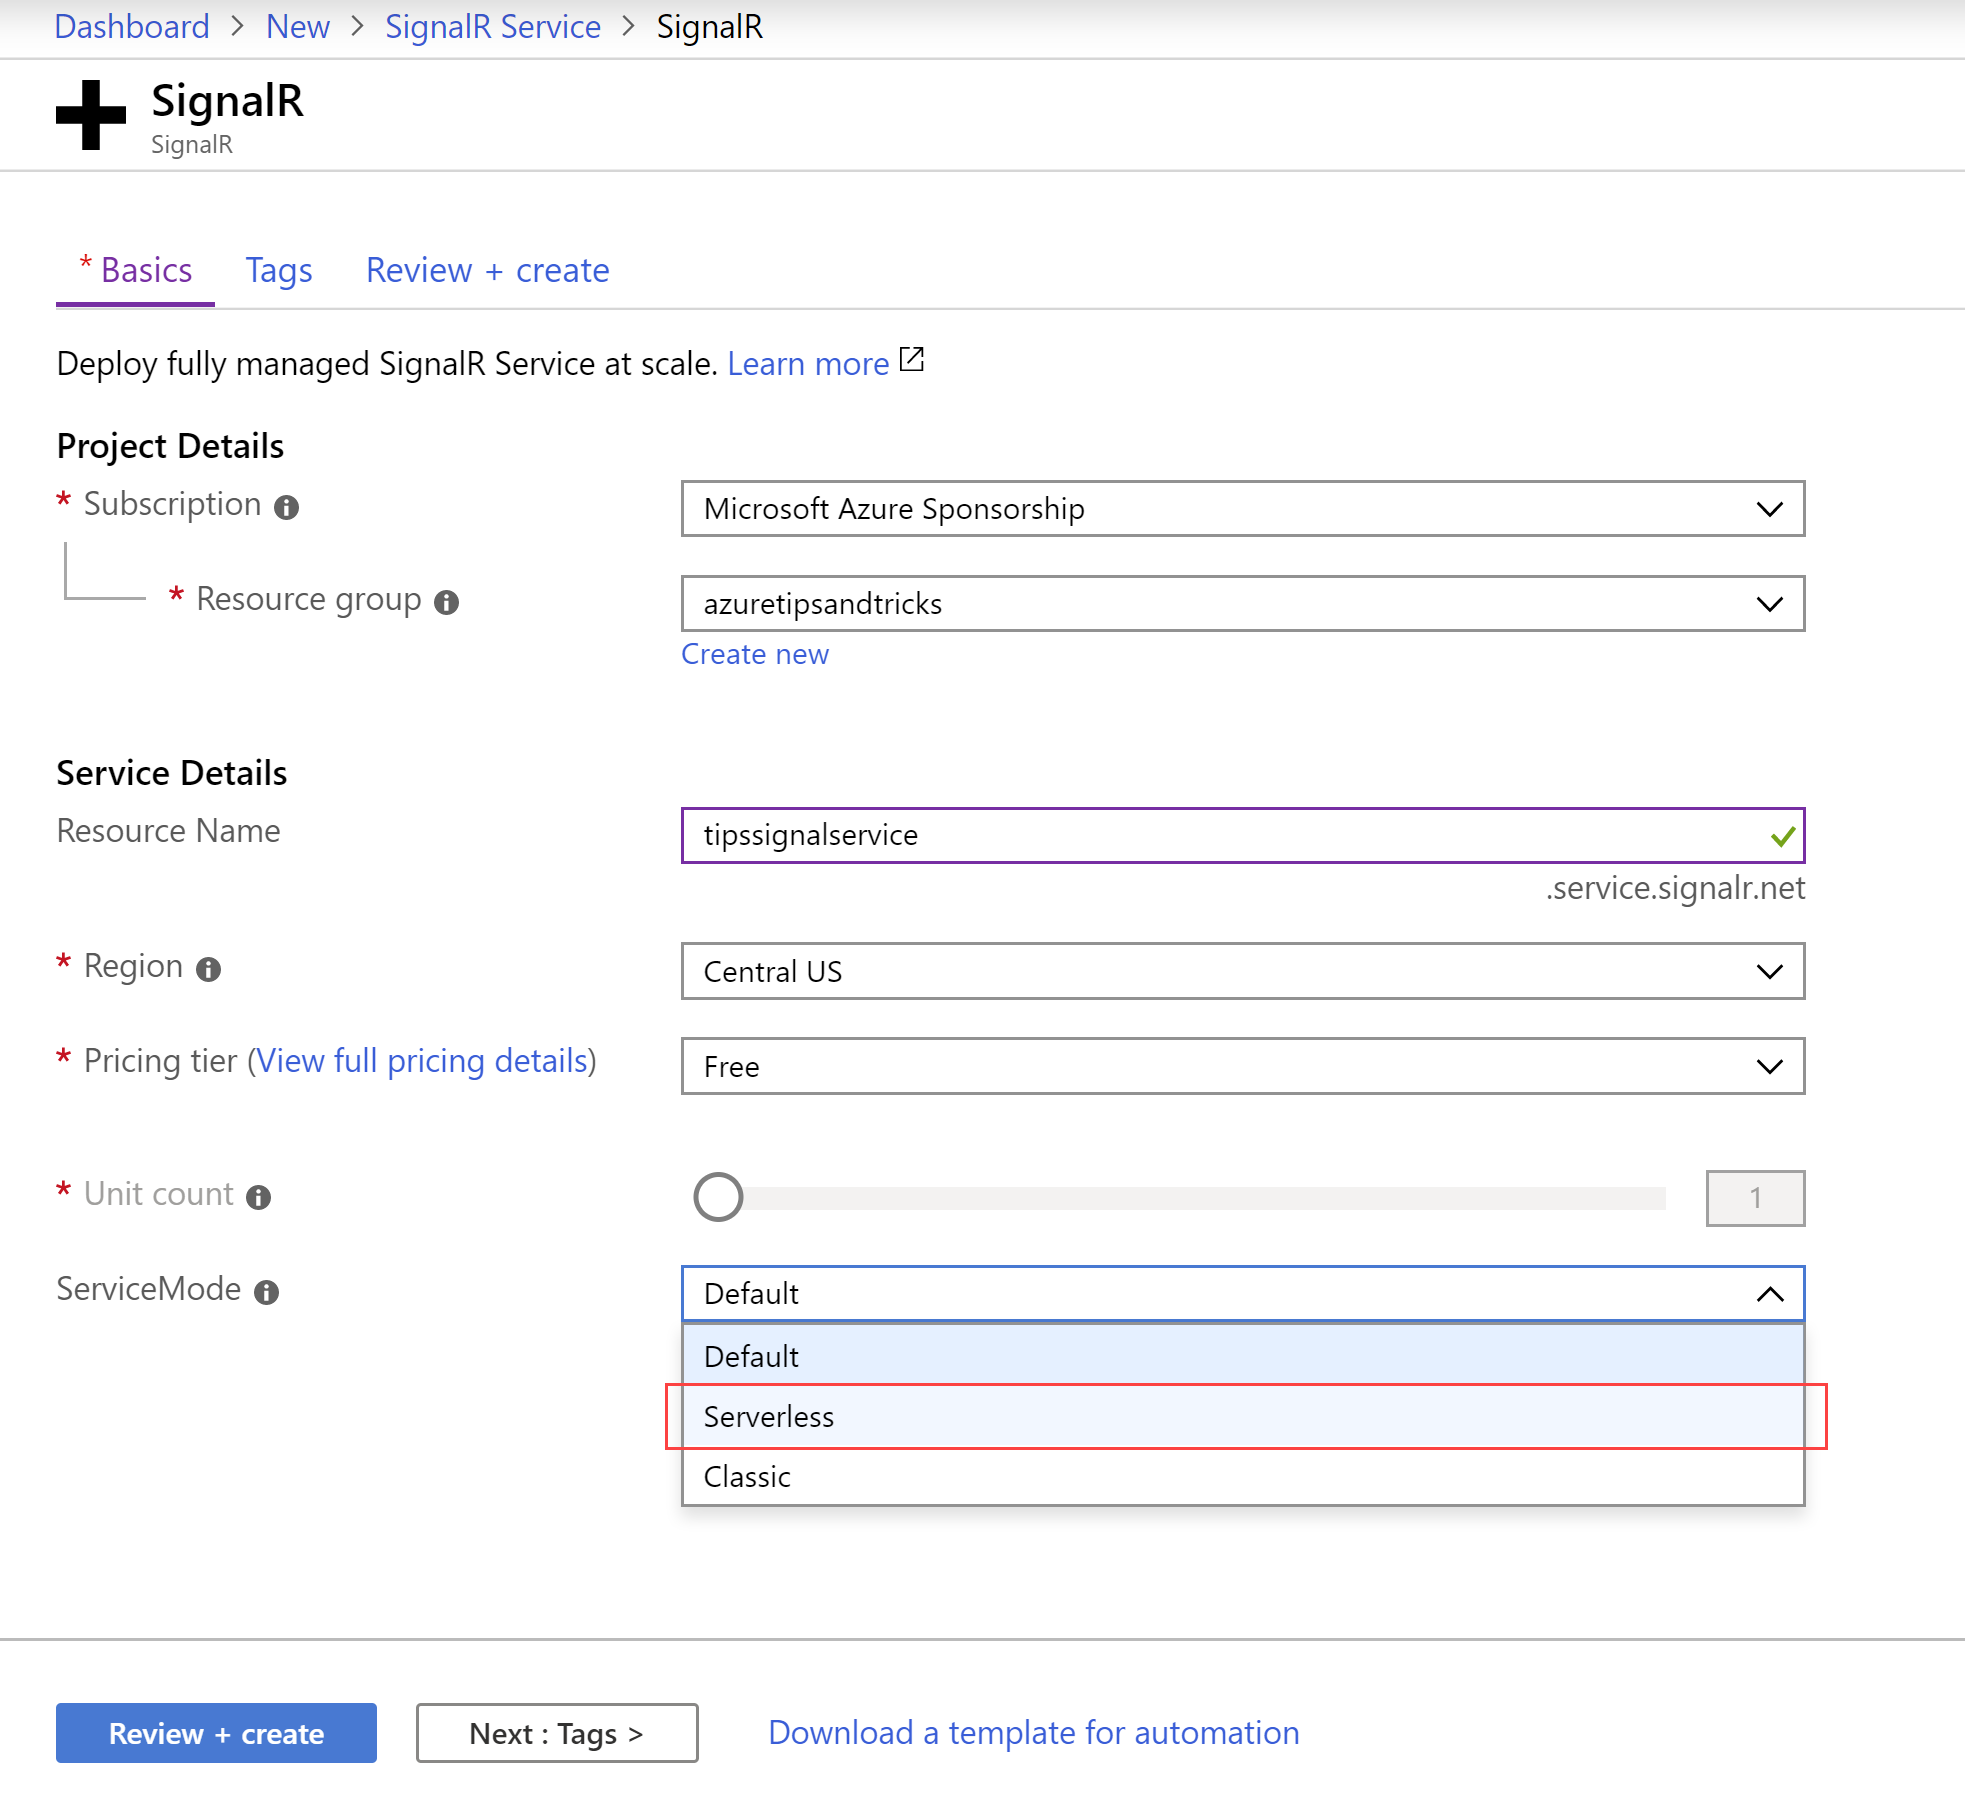 Dashboard > New > SignalR Service > SignalR
SignalR
SignalR
* Basics Tags Review + create
Deploy fully managed SignalR Service at scale. Learn more
Project Details
* Subscription Microsoft Azure Sponsorship
* Resource group azuretipsandtricks
Create new
Service Details
Resource Name tipssignalservice
.service.signalr.net
* Region Central US
* Pricing tier (View full pricing details) Free
* Unit count 1
ServiceMode Default
Default
Serverless
Classic
Review + create Next : Tags > Download a template for automation